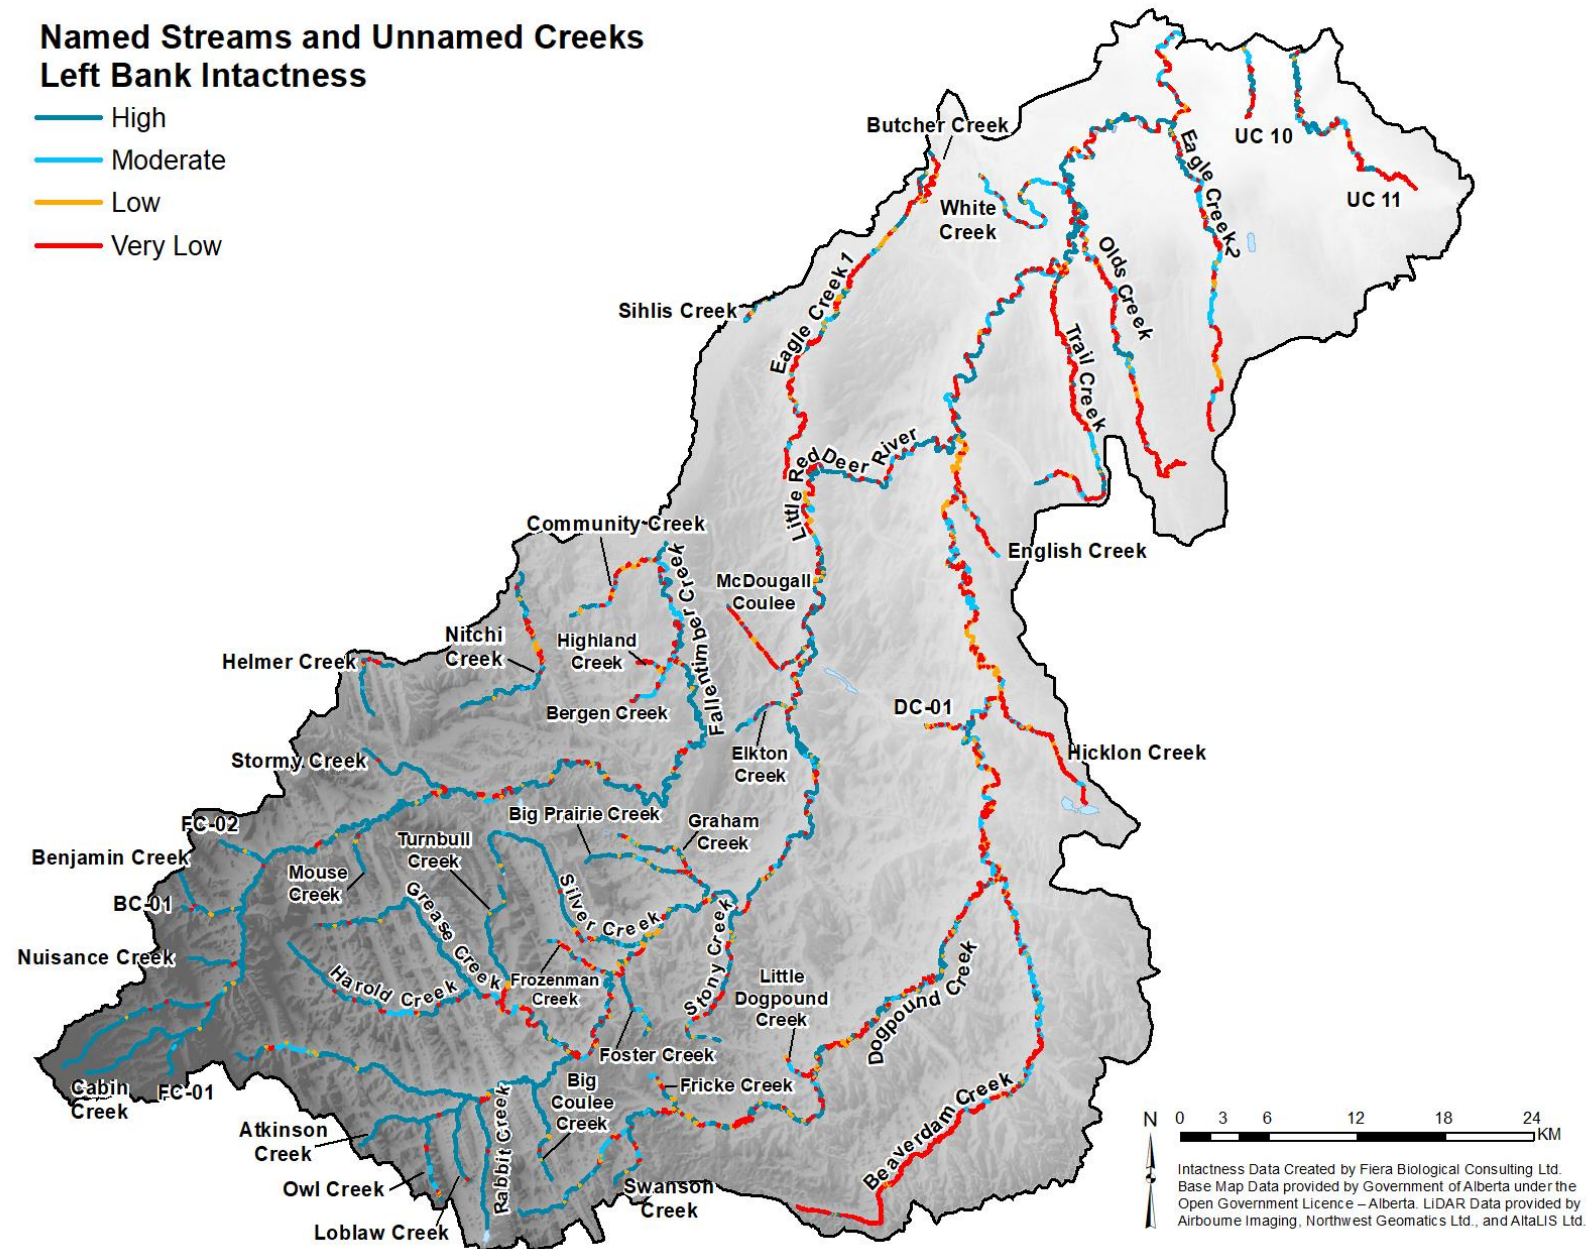 Named Streams and Unnamed Creeks
Left Bank Intactness
High
Moderate
Low
Very Low
Butcher Creek
UC 10
UC 11
Eagle Creek 2
White
Creek
Olds Creek
Eagle Creek 1
Sihlis Creek
Trail Creek
Little Red Deer River
English Creek
Community Creek
McDougall
Coulee
Fallentimber Creek
Nitchi
Creek
Highland
Creek
Helmer Creek
Bergen Creek
DC-01
Elkton
Creek
Hicklon Creek
Stormy Creek
Big Prairie Creek
Graham
Creek
FC-02
Turnbull
Creek
Benjamin Creek
Mouse
Creek
BC-01
Grease Creek
Silver Creek
Nuisance Creek
Harold Creek
Frozenman
Creek
Stony Creek
Little
Dogpound
Creek
Dogpound Creek
Foster Creek
Cabin
Creek
FC-01
Big
Coulee
Creek
Fricke Creek
Beaverdam Creek
Atkinson
Creek
Rabbit Creek
Owl Creek
Swanson
Creek
Loblaw Creek
N
0 3 6 12 18 24
KM
Intactness Data Created by Fiera Biological Consulting Ltd.
Base Map Data provided by Government of Alberta under the
Open Government Licence – Alberta. LiDAR Data provided by
Airbourne Imaging, Northwest Geomatics Ltd., and AltaLIS Ltd.